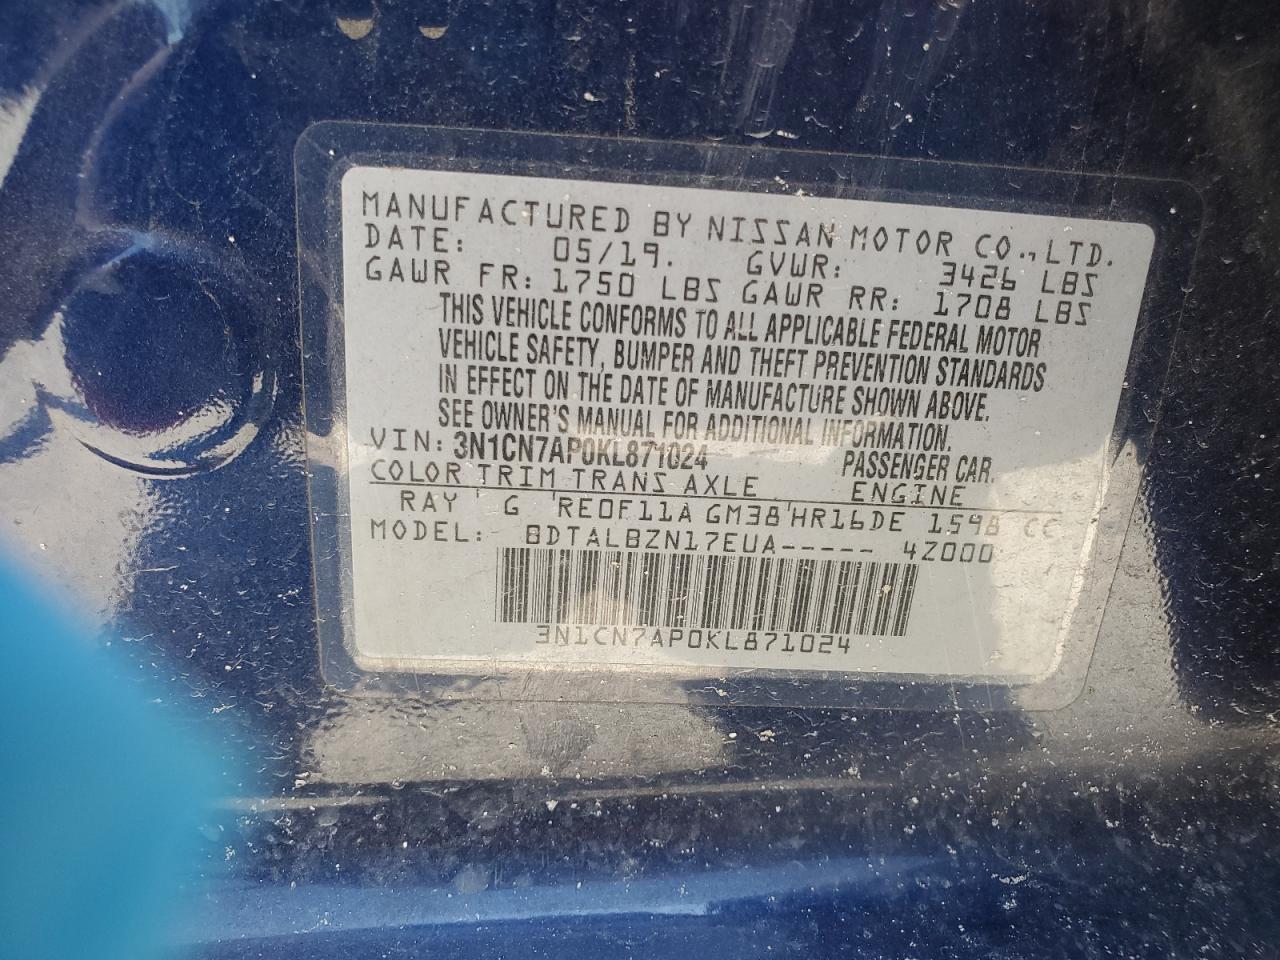 MANUFACTURED BY NISSAN MOTOR CO., LTD.
DATE: 05/19. GVWR: 3426 LBS
GAWR FR: 1750 LBS GAWR RR: 1708 LBS
THIS VEHICLE CONFORMS TO ALL APPLICABLE FEDERAL MOTOR
VEHICLE SAFETY, BUMPER AND THEFT PREVENTION STANDARDS
IN EFFECT ON THE DATE OF MANUFACTURE SHOWN ABOVE.
SEE OWNER'S MANUAL FOR ADDITIONAL INFORMATION.
VIN: 3N1CN7AP0KL871024 PASSENGER CAR.
COLOR TRIM TRANS AXLE ENGINE
RAY G RE0F11A GM38 HR16DE 1598 CC
MODEL: BDTALBZN17EUA----- 4Z000
3N1CN7AP0KL871024